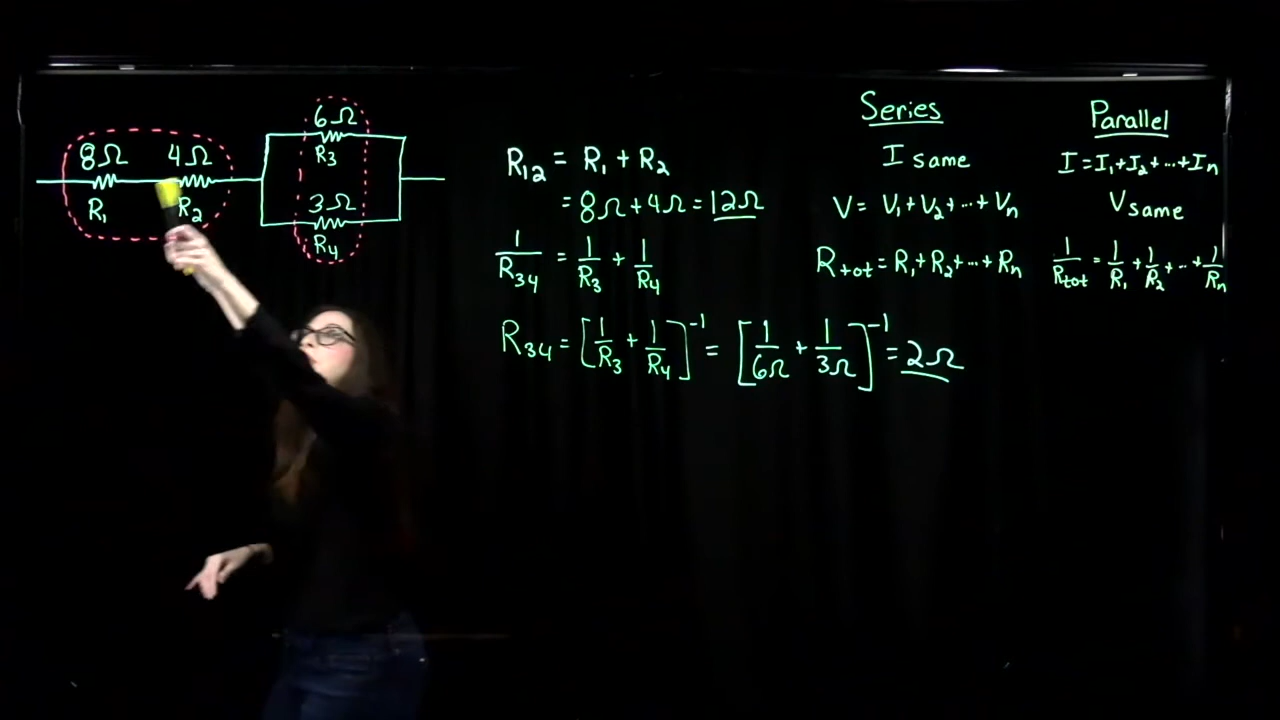 8Ω 4Ω
R₁ R₂
6Ω
R₃
3Ω
R₄
R₁₂ = R₁ + R₂
= 8Ω + 4Ω = 12Ω
1/R₃₄ = 1/R₃ + 1/R₄
R₃₄ = [1/R₃ + 1/R₄]⁻¹ = [1/6Ω + 1/3Ω]⁻¹ = 2Ω
Series
I same
V = V₁ + V₂ + ... + Vₙ
Rtot = R₁ + R₂ + ... + Rₙ
Parallel
I = I₁ + I₂ + ... + Iₙ
V same
1/Rtot = 1/R₁ + 1/R₂ + ... + 1/Rₙ